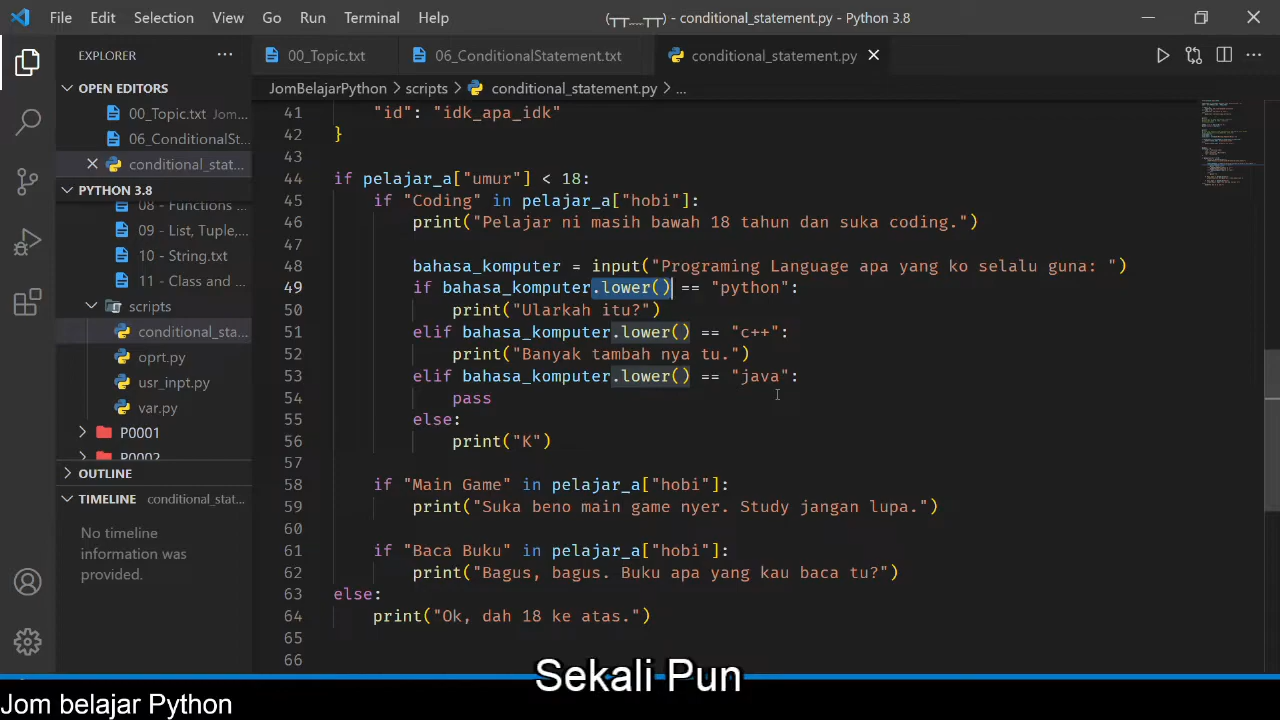 File Edit Selection View Go Run Terminal Help (┬┬﹏┬┬) - conditional_statement.py - Python 3.8
EXPLORER
00_Topic.txt 06_ConditionalStatement.txt conditional_statement.py
JomBelajarPython > scripts > conditional_statement.py > ...
OPEN EDITORS
00_Topic.txt Jom...
06_ConditionalSt...
conditional_stat...
PYTHON 3.8
08 - Functions
09 - List, Tuple,...
10 - String.txt
11 - Class and
scripts
conditional_sta...
oprt.py
usr_inpt.py
var.py
P0001
P0002
OUTLINE
TIMELINE conditional_stat...
No timeline
information was
provided.
41 "id": "idk_apa_idk"
42 }
43
44 if pelajar_a["umur"] < 18:
45 if "Coding" in pelajar_a["hobi"]:
46 print("Pelajar ni masih bawah 18 tahun dan suka coding.")
47
48 bahasa_komputer = input("Programing Language apa yang ko selalu guna: ")
49 if bahasa_komputer.lower() == "python":
50 print("Ularkah itu?")
51 elif bahasa_komputer.lower() == "c++":
52 print("Banyak tambah nya tu.")
53 elif bahasa_komputer.lower() == "java":
54 pass
55 else:
56 print("K")
57
58 if "Main Game" in pelajar_a["hobi"]:
59 print("Suka beno main game nyer. Study jangan lupa.")
60
61 if "Baca Buku" in pelajar_a["hobi"]:
62 print("Bagus, bagus. Buku apa yang kau baca tu?")
63 else:
64 print("Ok, dah 18 ke atas.")
65
66
Sekali Pun
Jom belajar Python